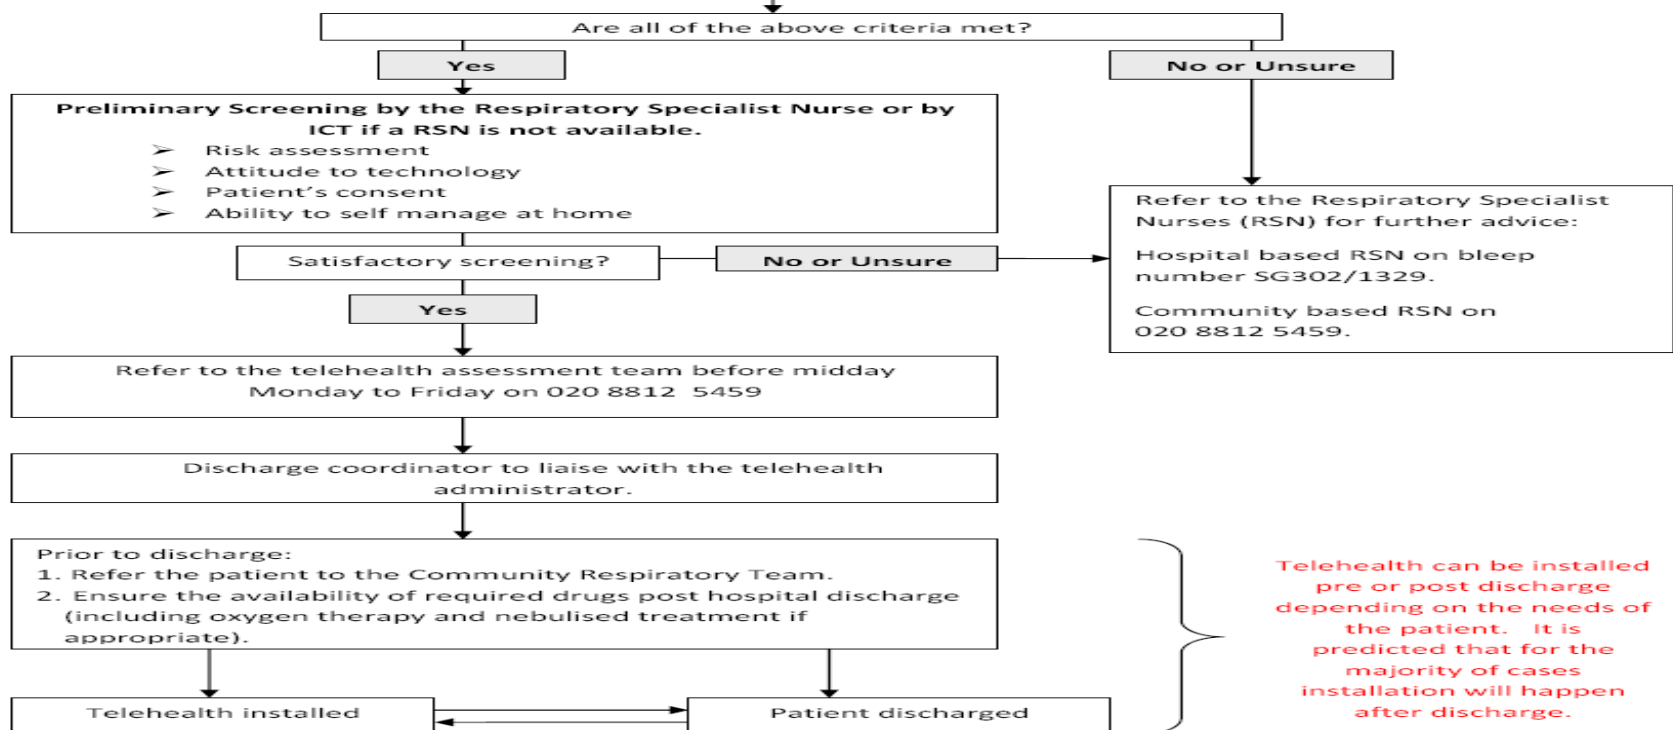 Are all of the above criteria met?
Yes
No or Unsure
Preliminary Screening by the Respiratory Specialist Nurse or by
ICT if a RSN is not available.
➢ Risk assessment
➢ Attitude to technology
➢ Patient's consent
➢ Ability to self manage at home
Refer to the Respiratory Specialist
Nurses (RSN) for further advice:
Hospital based RSN on bleep
number SG302/1329.
Community based RSN on
020 8812 5459.
Satisfactory screening?
No or Unsure
Yes
Refer to the telehealth assessment team before midday
Monday to Friday on 020 8812 5459
Discharge coordinator to liaise with the telehealth
administrator.
Prior to discharge:
1. Refer the patient to the Community Respiratory Team.
2. Ensure the availability of required drugs post hospital discharge
(including oxygen therapy and nebulised treatment if
appropriate).
Telehealth can be installed
pre or post discharge
depending on the needs of
the patient. It is
predicted that for the
majority of cases
installation will happen
after discharge.
Telehealth installed
Patient discharged